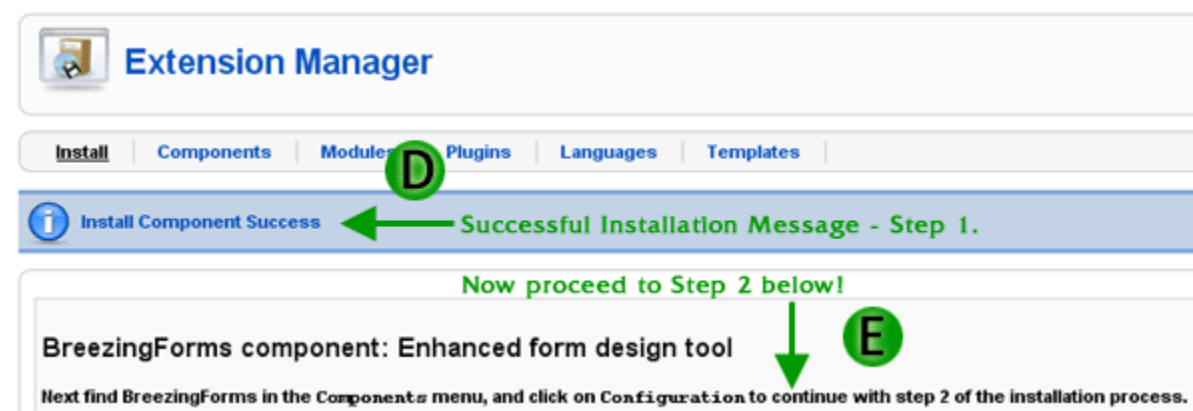 Extension Manager
Install Components Modules Plugins Languages Templates
D
Install Component Success Successful Installation Message - Step 1.
Now proceed to Step 2 below!
E
BreezingForms component: Enhanced form design tool
Next find BreezingForms in the Components menu, and click on Configuration to continue with step 2 of the installation process.